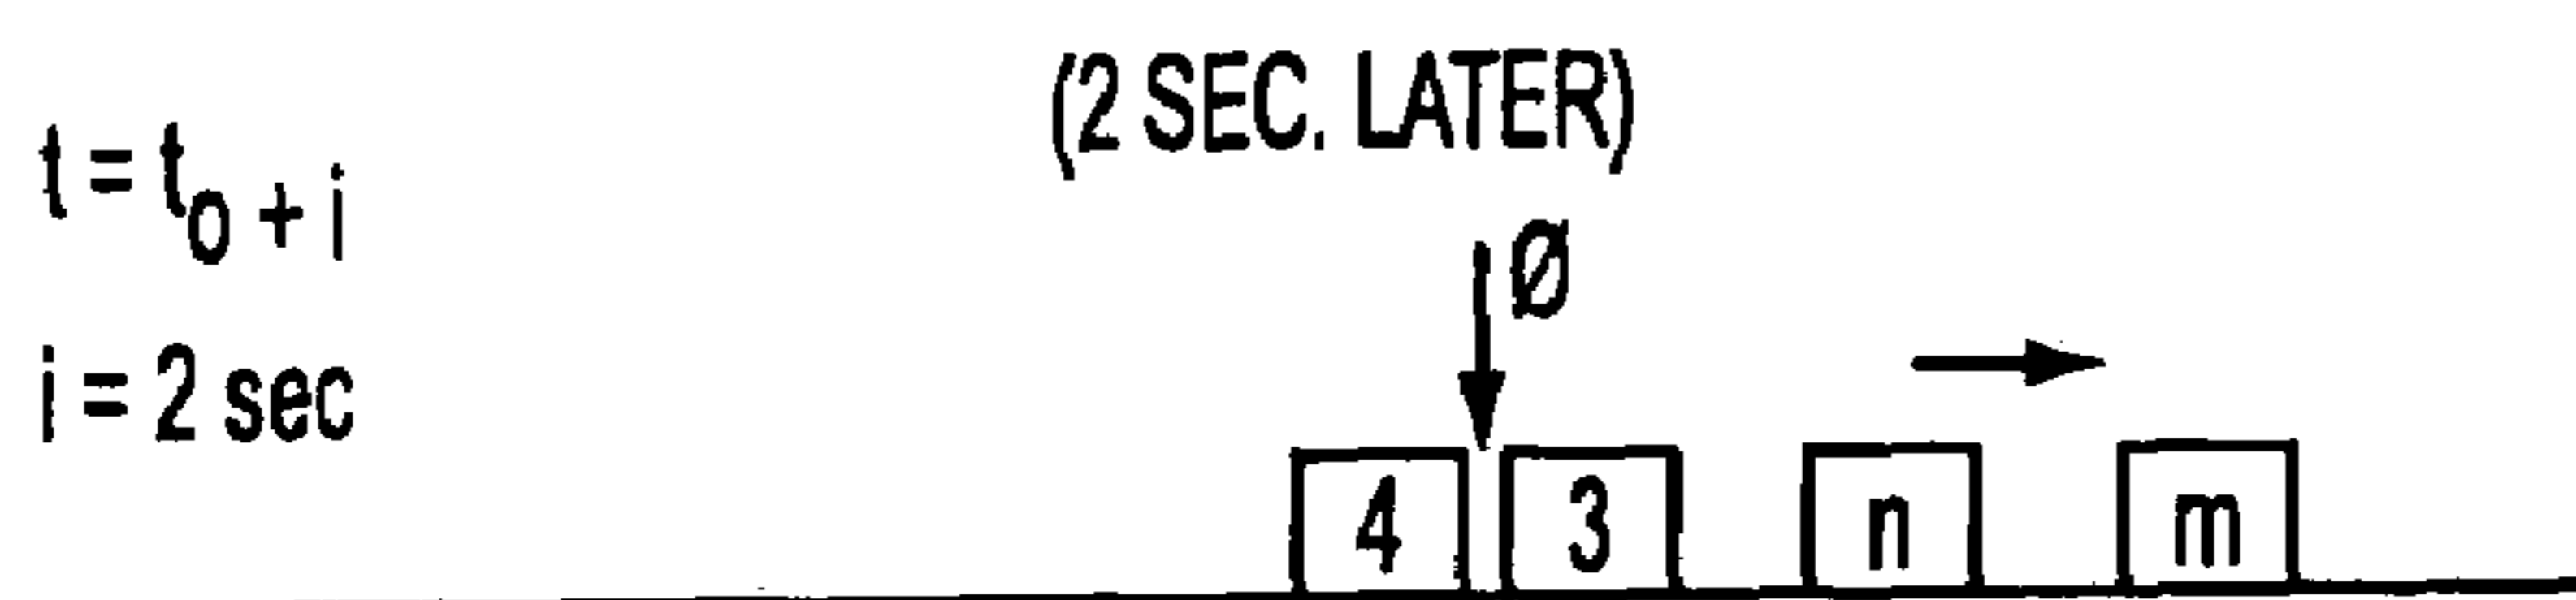 (2 SEC. LATER)
t = t₀ + i
Ø
i = 2 sec
4 3 n m